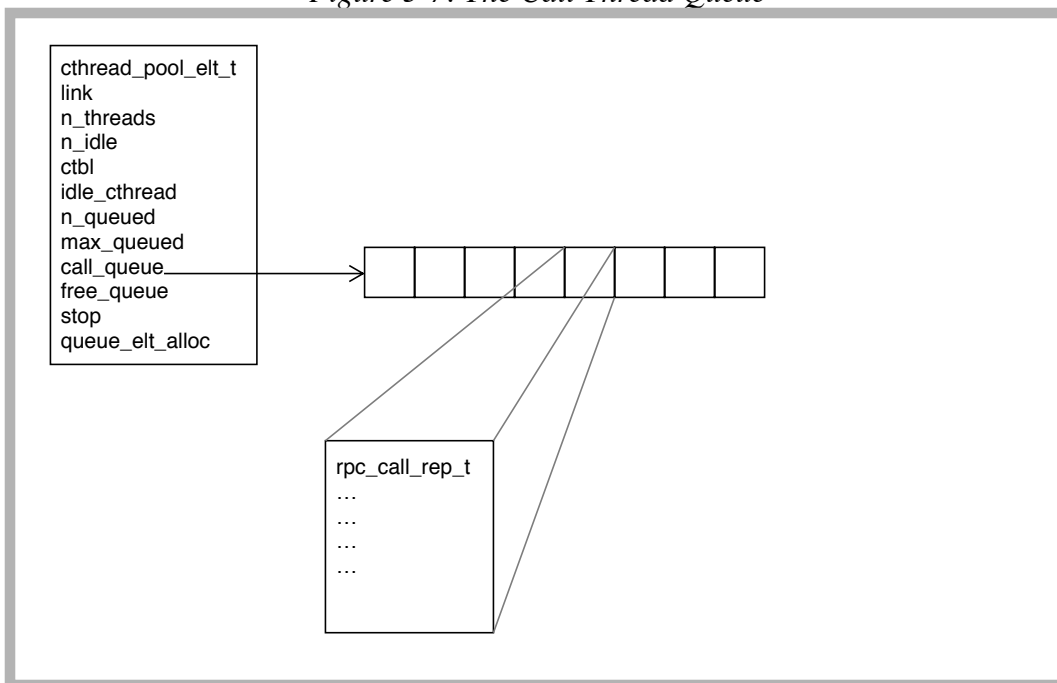 Figure 3-7. The Call Thread Queue
cthread_pool_elt_t
link
n_threads
n_idle
ctbl
idle_cthread
n_queued
max_queued
call_queue
free_queue
stop
queue_elt_alloc
rpc_call_rep_t
…
…
…
…